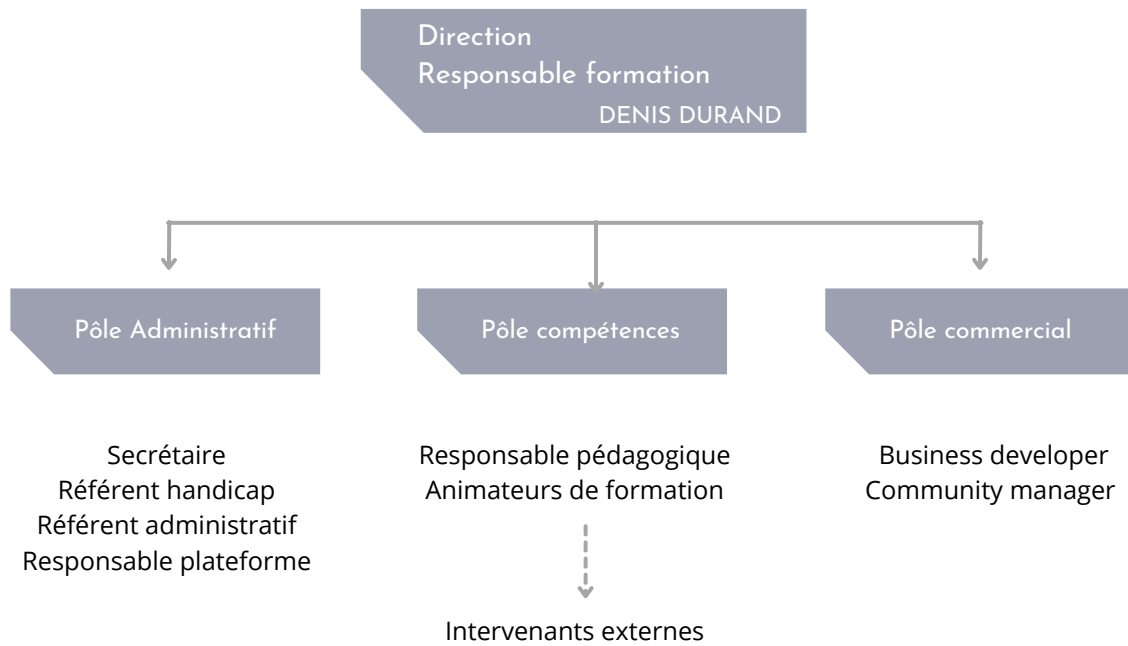 Direction
Responsable formation
DENIS DURAND
Pôle Administratif
Pôle compétences
Pôle commercial
Secrétaire
Référent handicap
Référent administratif
Responsable plateforme
Responsable pédagogique
Animateurs de formation
Intervenants externes
Business developer
Community manager